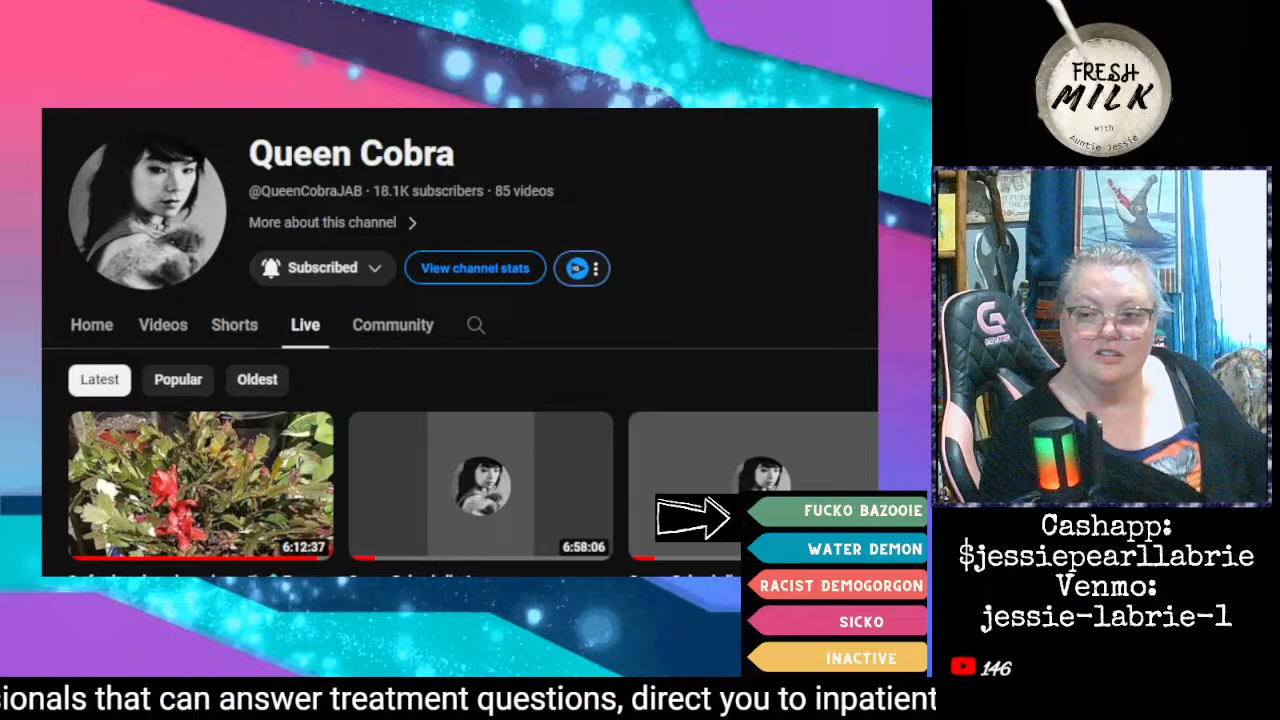 Queen Cobra
@QueenCobraJAB · 18.1K subscribers · 85 videos
More about this channel
Subscribed
View channel stats
Home
Videos
Shorts
Live
Community
Latest
Popular
Oldest
6:12:37
6:58:06
FUCKO BAZOOIE
WATER DEMON
RACIST DEMOGORGON
SICKO
INACTIVE
sionals that can answer treatment questions, direct you to inpatient
FRESH
MILK
with
Auntie Jessie
Cashapp:
$jessiepearllabrie
Venmo:
jessie-labrie-1
146